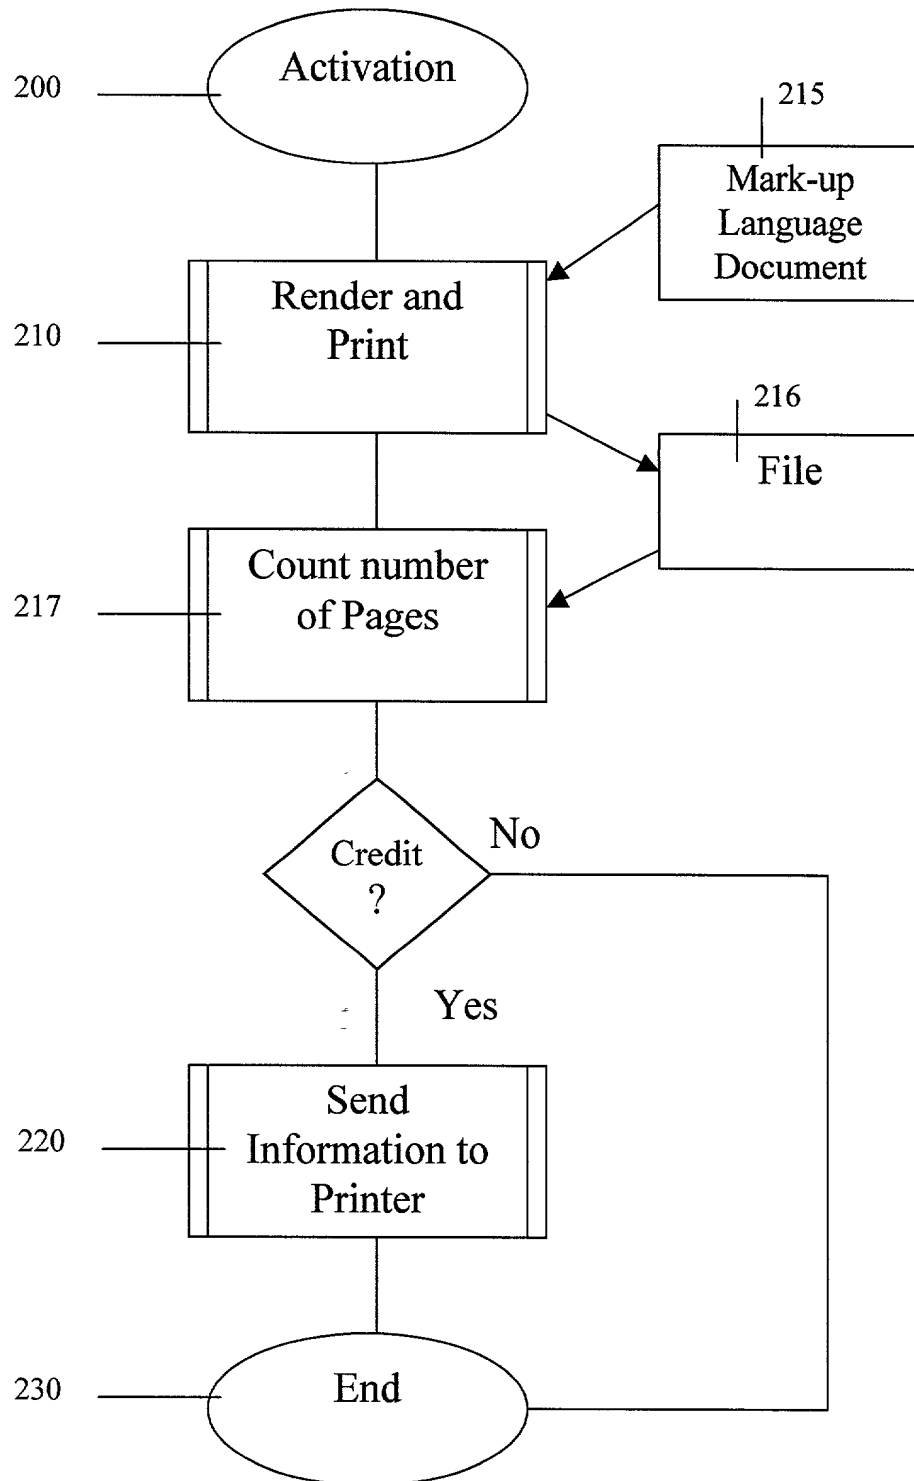 Activation
200
215
Mark-up
Language
Document
Render and
Print
210
216
File
Count number
of Pages
217
No
Credit
?
Yes
Send
Information to
Printer
220
End
230